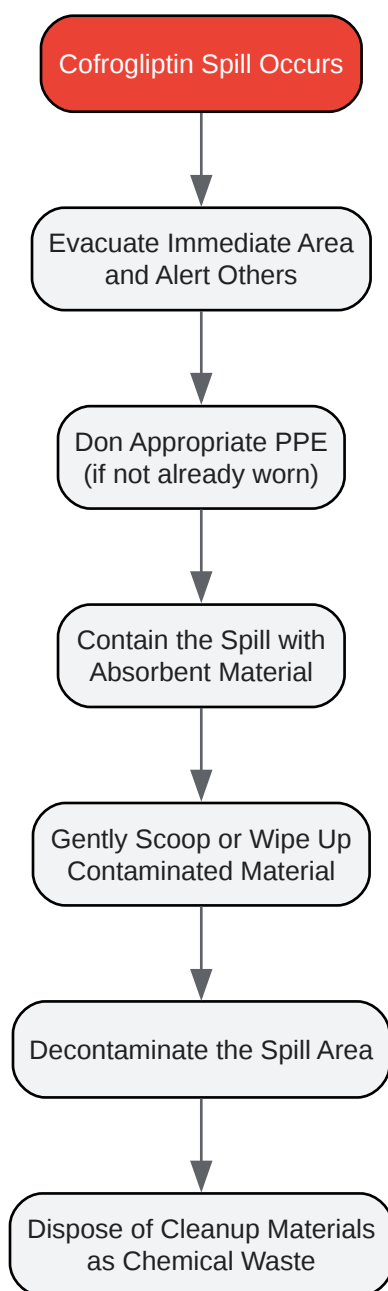 Cofrogliptin Spill Occurs
Evacuate Immediate Area
and Alert Others
Don Appropriate PPE
(if not already worn)
Contain the Spill with
Absorbent Material
Gently Scoop or Wipe Up
Contaminated Material
Decontaminate the Spill Area
Dispose of Cleanup Materials
as Chemical Waste